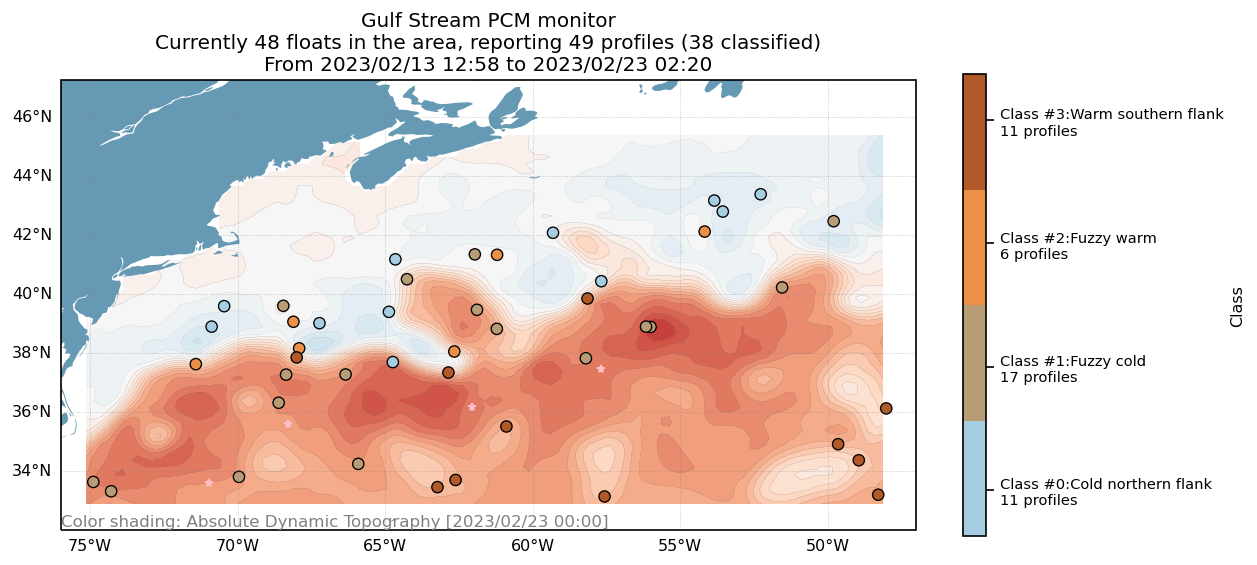 Gulf Stream PCM monitor
Currently 48 floats in the area, reporting 49 profiles (38 classified)
From 2023/02/13 12:58 to 2023/02/23 02:20
46°N
44°N
42°N
40°N
38°N
36°N
34°N
Color shading: Absolute Dynamic Topography [2023/02/23 00:00]
75°W
70°W
65°W
60°W
55°W
50°W
Class #3:Warm southern flank
11 profiles
Class #2:Fuzzy warm
6 profiles
Class #1:Fuzzy cold
17 profiles
Class #0:Cold northern flank
11 profiles
Class